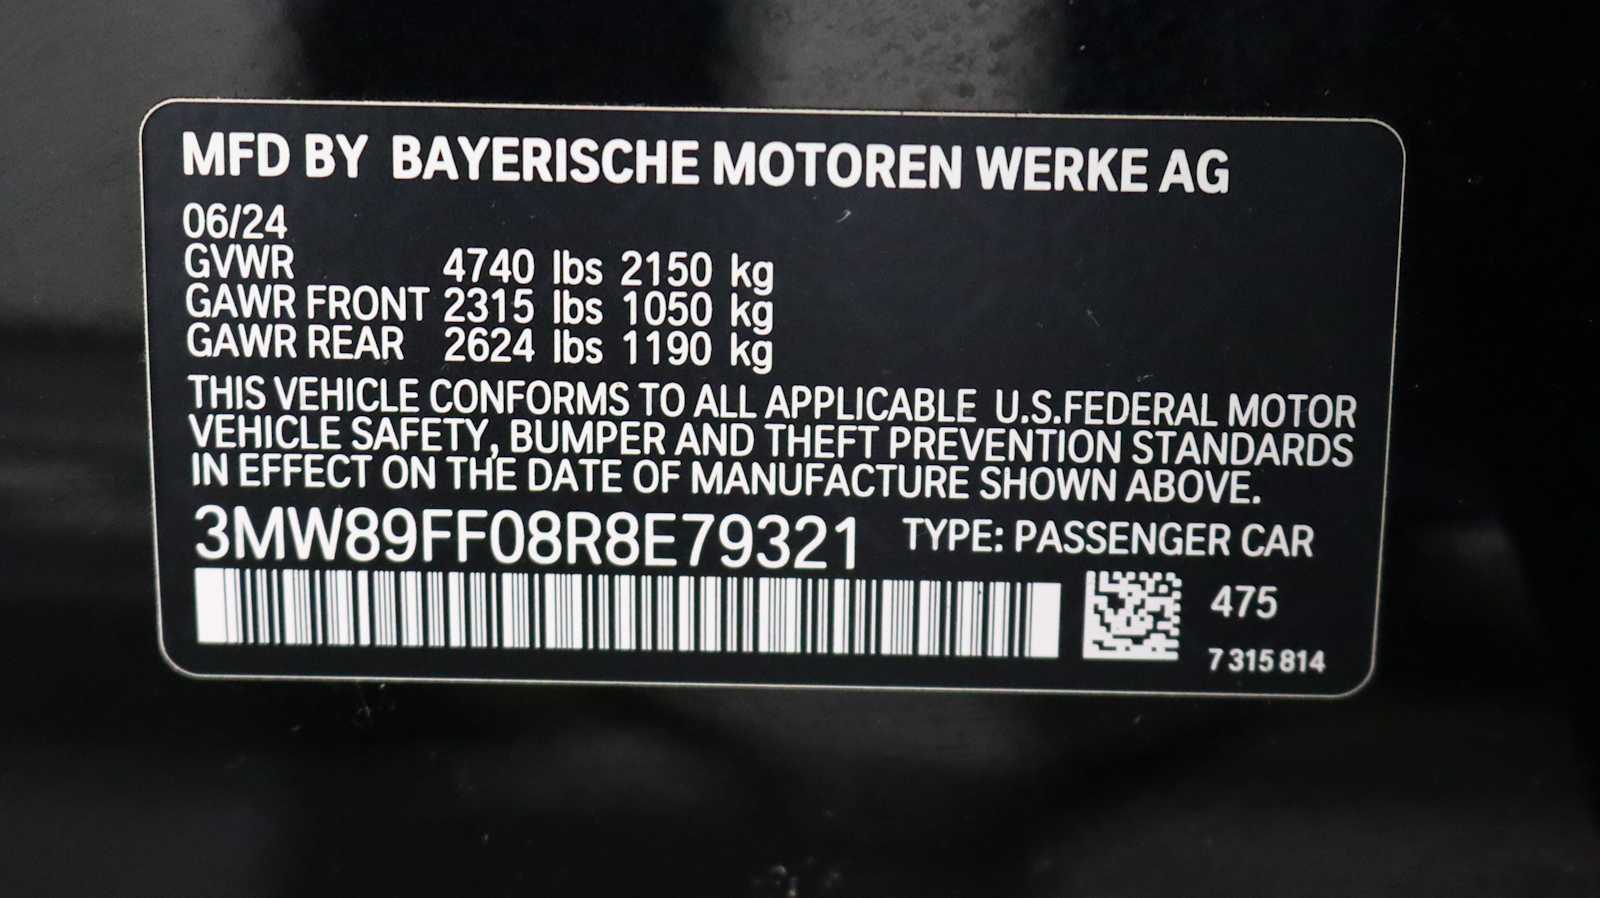 MFD BY BAYERISCHE MOTOREN WERKE AG
06/24
GVWR 4740 lbs 2150 kg
GAWR FRONT 2315 lbs 1050 kg
GAWR REAR 2624 lbs 1190 kg
THIS VEHICLE CONFORMS TO ALL APPLICABLE U.S.FEDERAL MOTOR
VEHICLE SAFETY, BUMPER AND THEFT PREVENTION STANDARDS
IN EFFECT ON THE DATE OF MANUFACTURE SHOWN ABOVE.
3MW89FF08R8E79321 TYPE: PASSENGER CAR
475
7 315 814